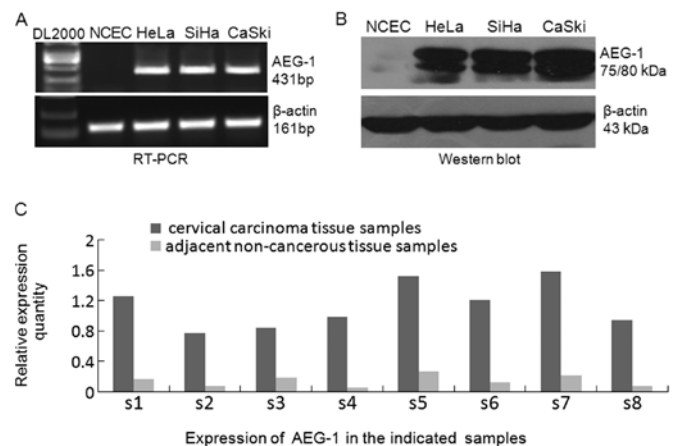 A
DL2000 NCEC HeLa SiHa CaSki
AEG-1
431bp
β-actin
161bp
RT-PCR
B
NCEC HeLa SiHa CaSki
AEG-1
75/80 kDa
β-actin
43 kDa
Western blot
C
cervical carcinoma tissue samples
adjacent non-cancerous tissue samples
Relative expression
quantity
2
1.6
1.2
0.8
0.4
0
s1 s2 s3 s4 s5 s6 s7 s8
Expression of AEG-1 in the indicated samples